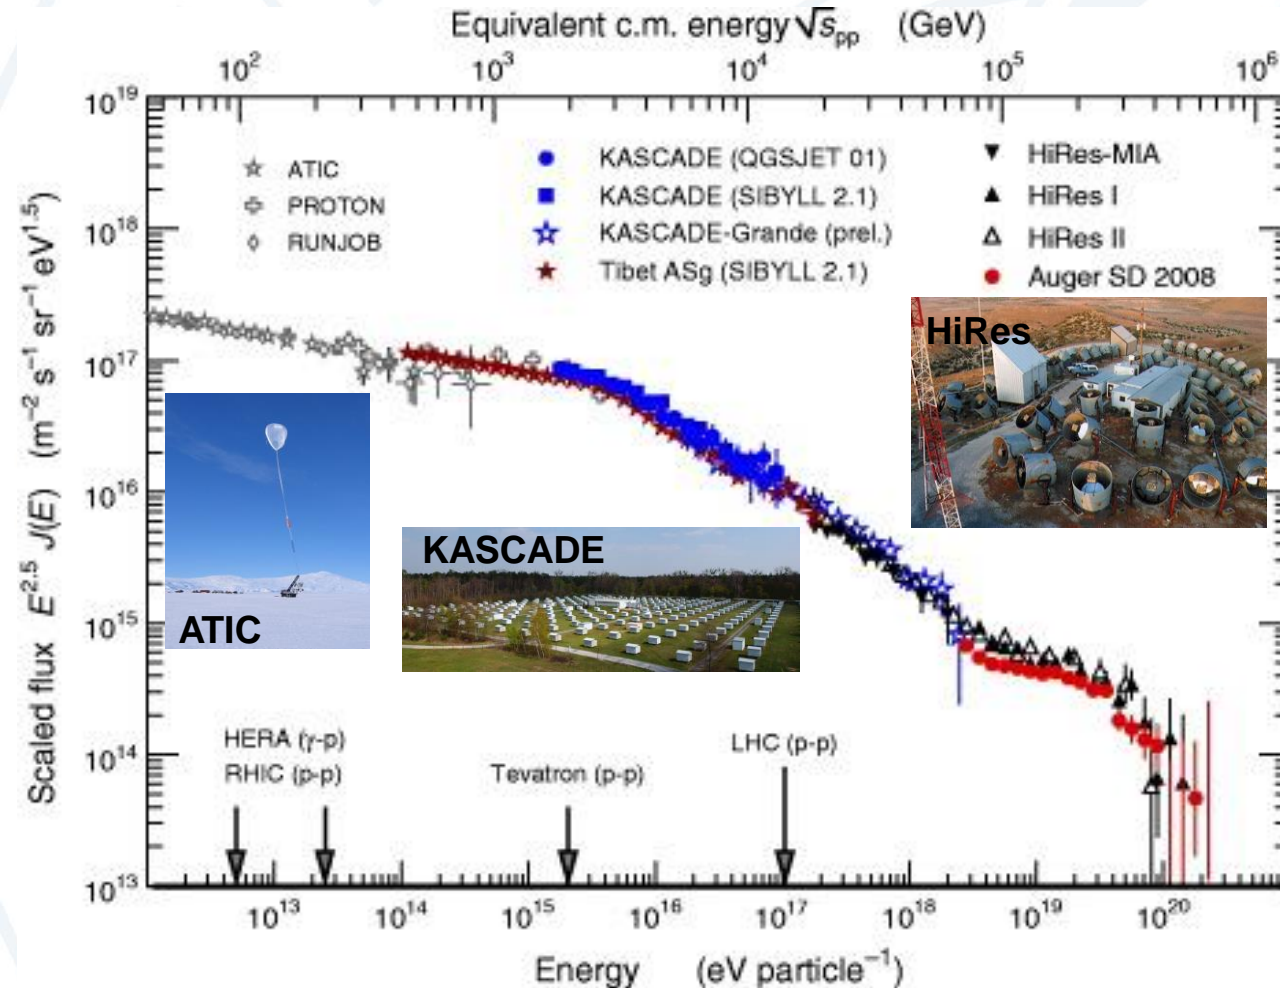 Equivalent c.m. energy √s_pp (GeV)
10² 10³ 10⁴ 10⁵ 10⁶
10¹⁹
10¹⁸
10¹⁷
10¹⁶
10¹⁵
10¹⁴
10¹³
Scaled flux E^2.5 J(E) (m⁻² s⁻¹ sr⁻¹ eV^1.5)
ATIC
PROTON
RUNJOB
KASCADE (QGSJET 01)
KASCADE (SIBYLL 2.1)
KASCADE-Grande (prel.)
Tibet ASg (SIBYLL 2.1)
HiRes-MIA
HiRes I
HiRes II
Auger SD 2008
HiRes
KASCADE
ATIC
HERA (γ-p)
RHIC (p-p)
Tevatron (p-p)
LHC (p-p)
10¹³ 10¹⁴ 10¹⁵ 10¹⁶ 10¹⁷ 10¹⁸ 10¹⁹ 10²⁰
Energy (eV particle⁻¹)